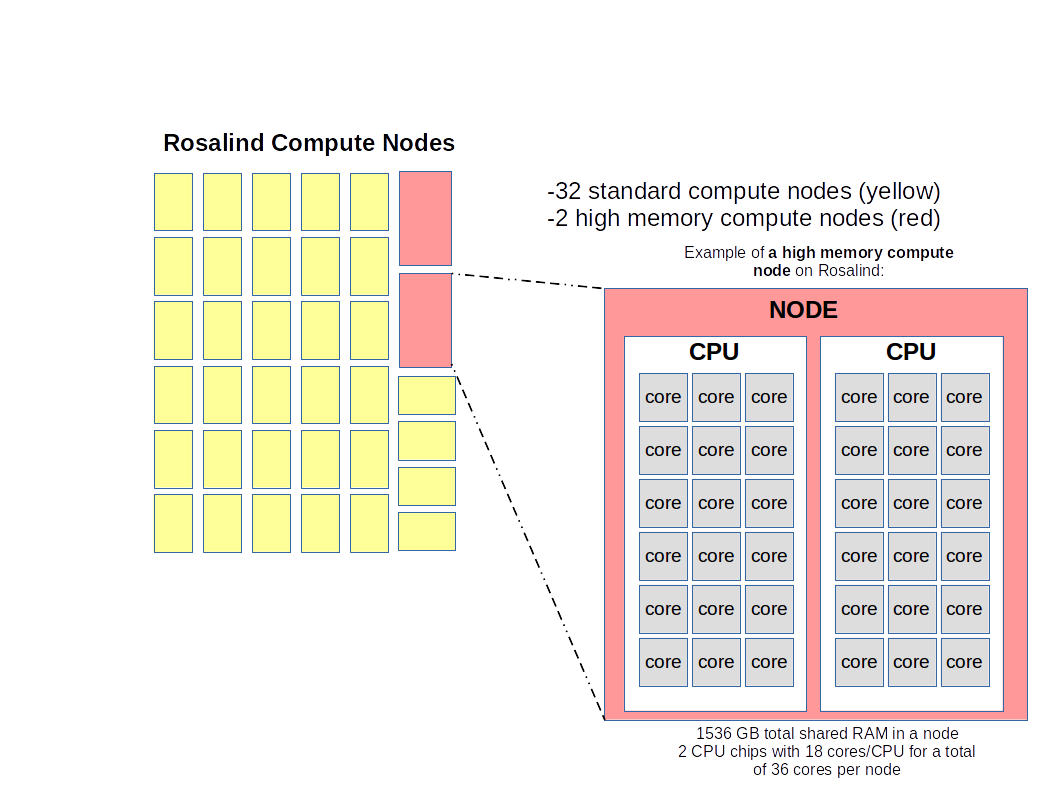 Rosalind Compute Nodes
-32 standard compute nodes (yellow)
-2 high memory compute nodes (red)
Example of a high memory compute
node on Rosalind:
NODE
CPU
core core core
core core core
core core core
core core core
core core core
core core core
CPU
core core core
core core core
core core core
core core core
core core core
core core core
1536 GB total shared RAM in a node
2 CPU chips with 18 cores/CPU for a total
of 36 cores per node